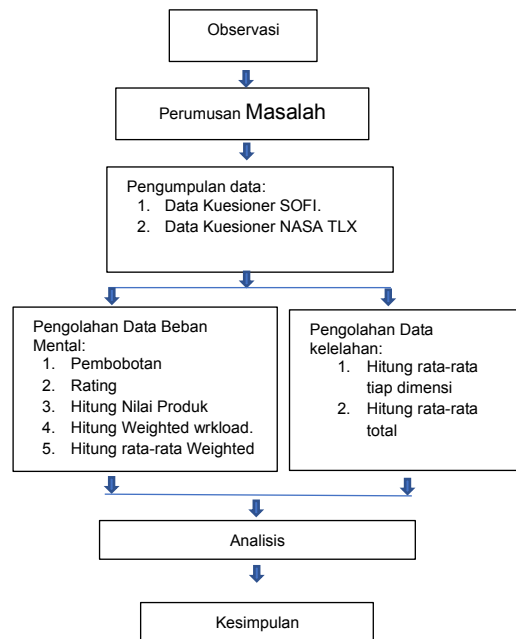 Observasi
Perumusan Masalah
Pengumpulan data:
1. Data Kuesioner SOFI.
2. Data Kuesioner NASA TLX
Pengolahan Data Beban
Mental:
1. Pembobotan
2. Rating
3. Hitung Nilai Produk
4. Hitung Weighted wrkload.
5. Hitung rata-rata Weighted
Pengolahan Data
kelelahan:
1. Hitung rata-rata
tiap dimensi
2. Hitung rata-rata
total
Analisis
Kesimpulan